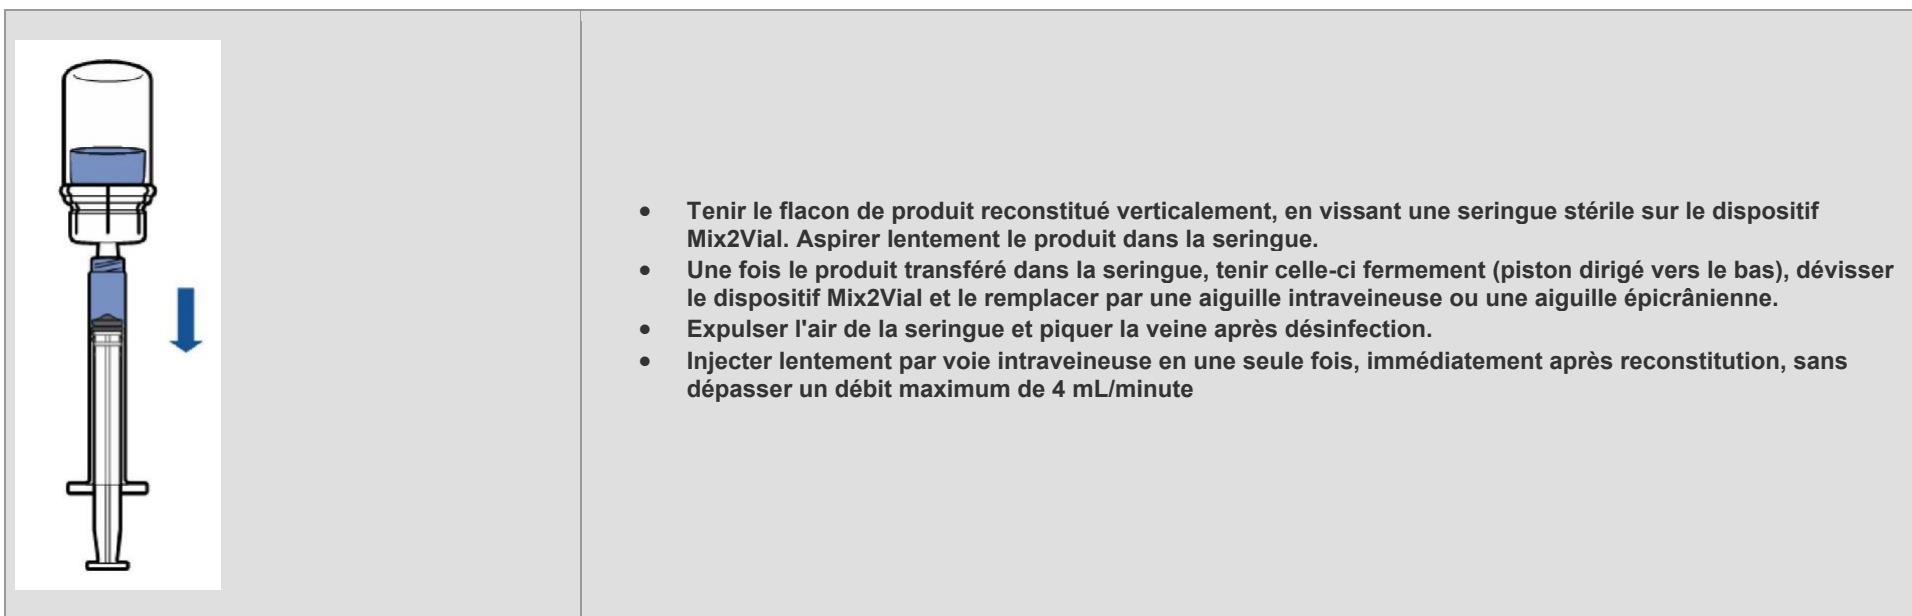 • Tenir le flacon de produit reconstitué verticalement, en vissant une seringue stérile sur le dispositif
Mix2Vial. Aspirer lentement le produit dans la seringue.
• Une fois le produit transféré dans la seringue, tenir celle-ci fermement (piston dirigé vers le bas), dévisser
le dispositif Mix2Vial et le remplacer par une aiguille intraveineuse ou une aiguille épicrânienne.
• Expulser l'air de la seringue et piquer la veine après désinfection.
• Injecter lentement par voie intraveineuse en une seule fois, immédiatement après reconstitution, sans
dépasser un débit maximum de 4 mL/minute